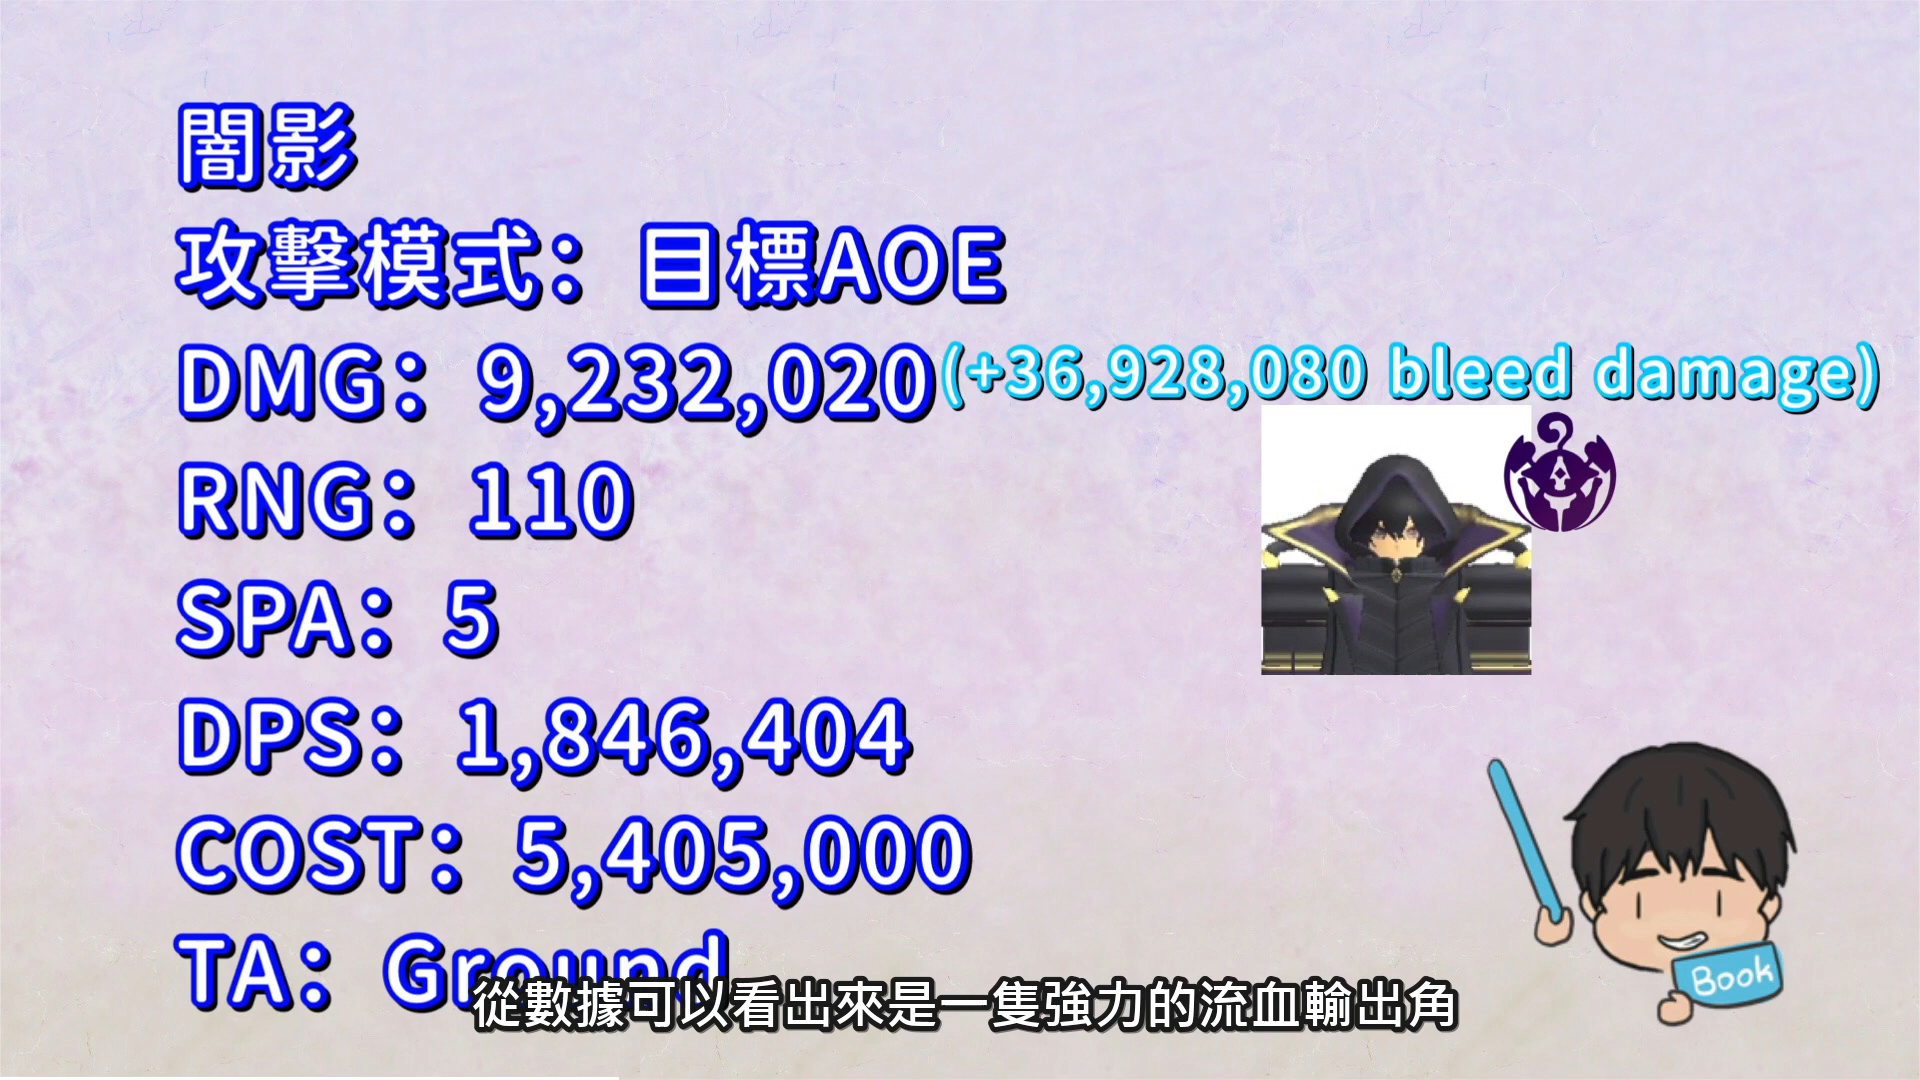 闇影
攻擊模式：目標AOE
DMG：9,232,020(+36,928,080 bleed damage)
RNG：110
SPA：5
DPS：1,846,404
COST：5,405,000
TA：Ground
Book
從數據可以看出來是一隻強力的流血輸出角